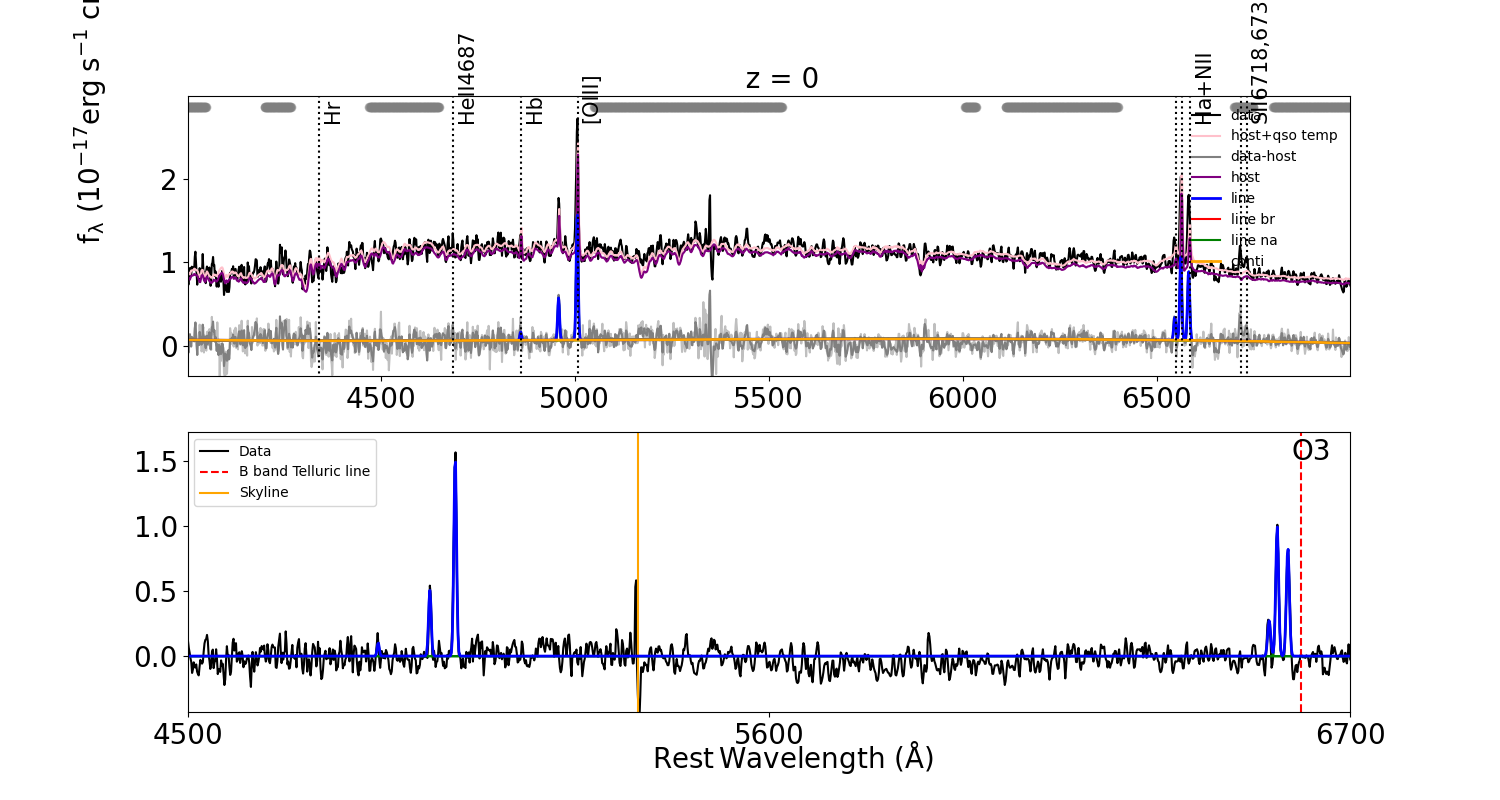 z = 0
f_λ (10^−17 erg s^−1
Hr
HeII4687
Hb
[OIII]
Ha+NII
SII6718,673
data
host+qso temp
data-host
host
line
line br
line na
conti
2
1
0
4500 5000 5500 6000 6500
O3
Data
B band Telluric line
Skyline
1.5
1.0
0.5
0.0
4500 5600 6700
Rest Wavelength (Å)